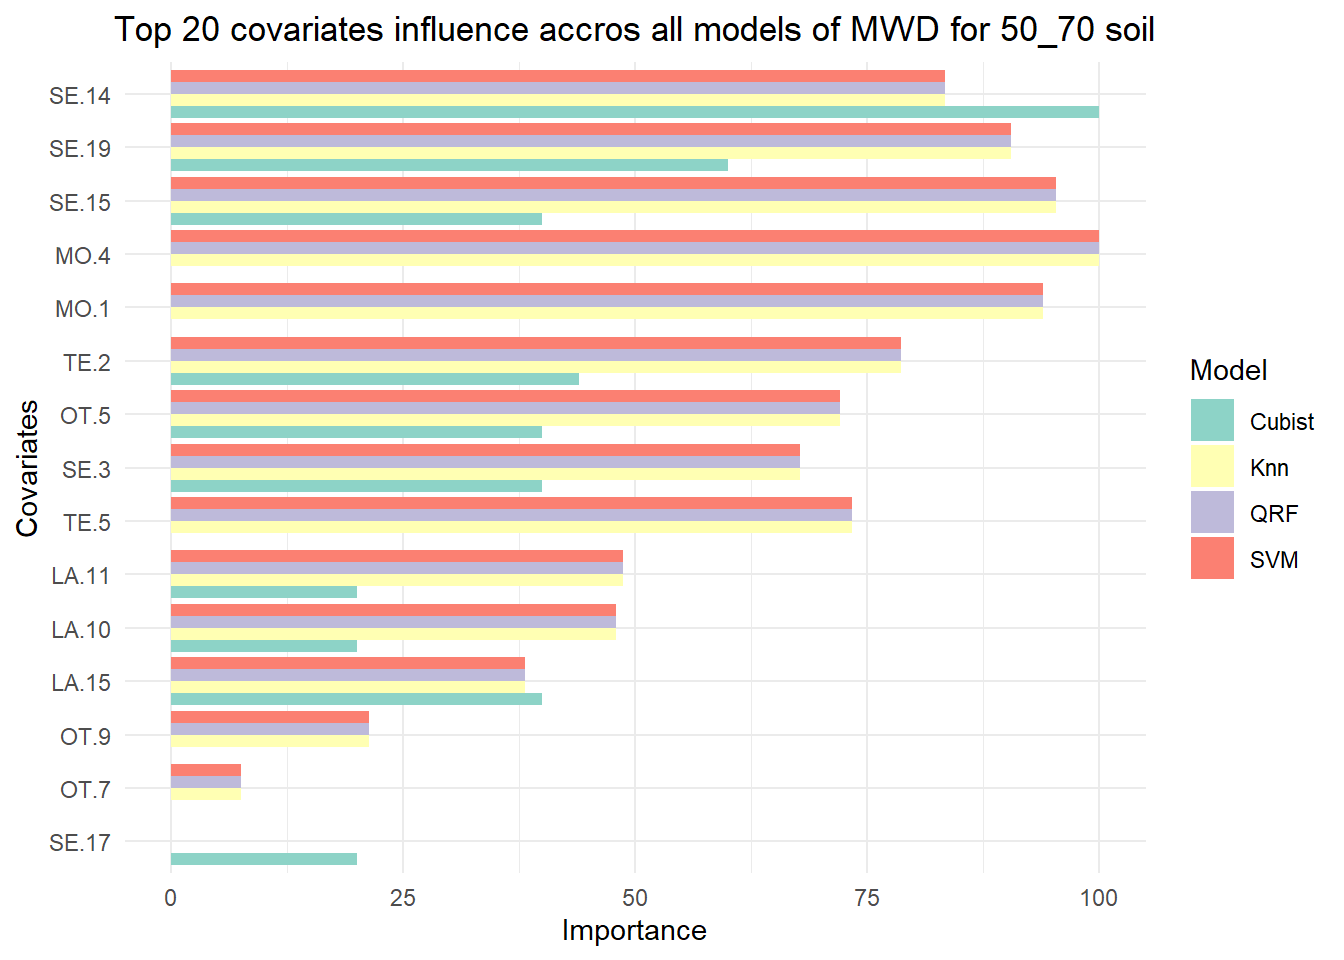 Top 20 covariates influence accros all models of MWD for 50_70 soil
Covariates
SE.14
SE.19
SE.15
MO.4
MO.1
TE.2
OT.5
SE.3
TE.5
LA.11
LA.10
LA.15
OT.9
OT.7
SE.17
0 25 50 75 100
Importance
Model
Cubist
Knn
QRF
SVM